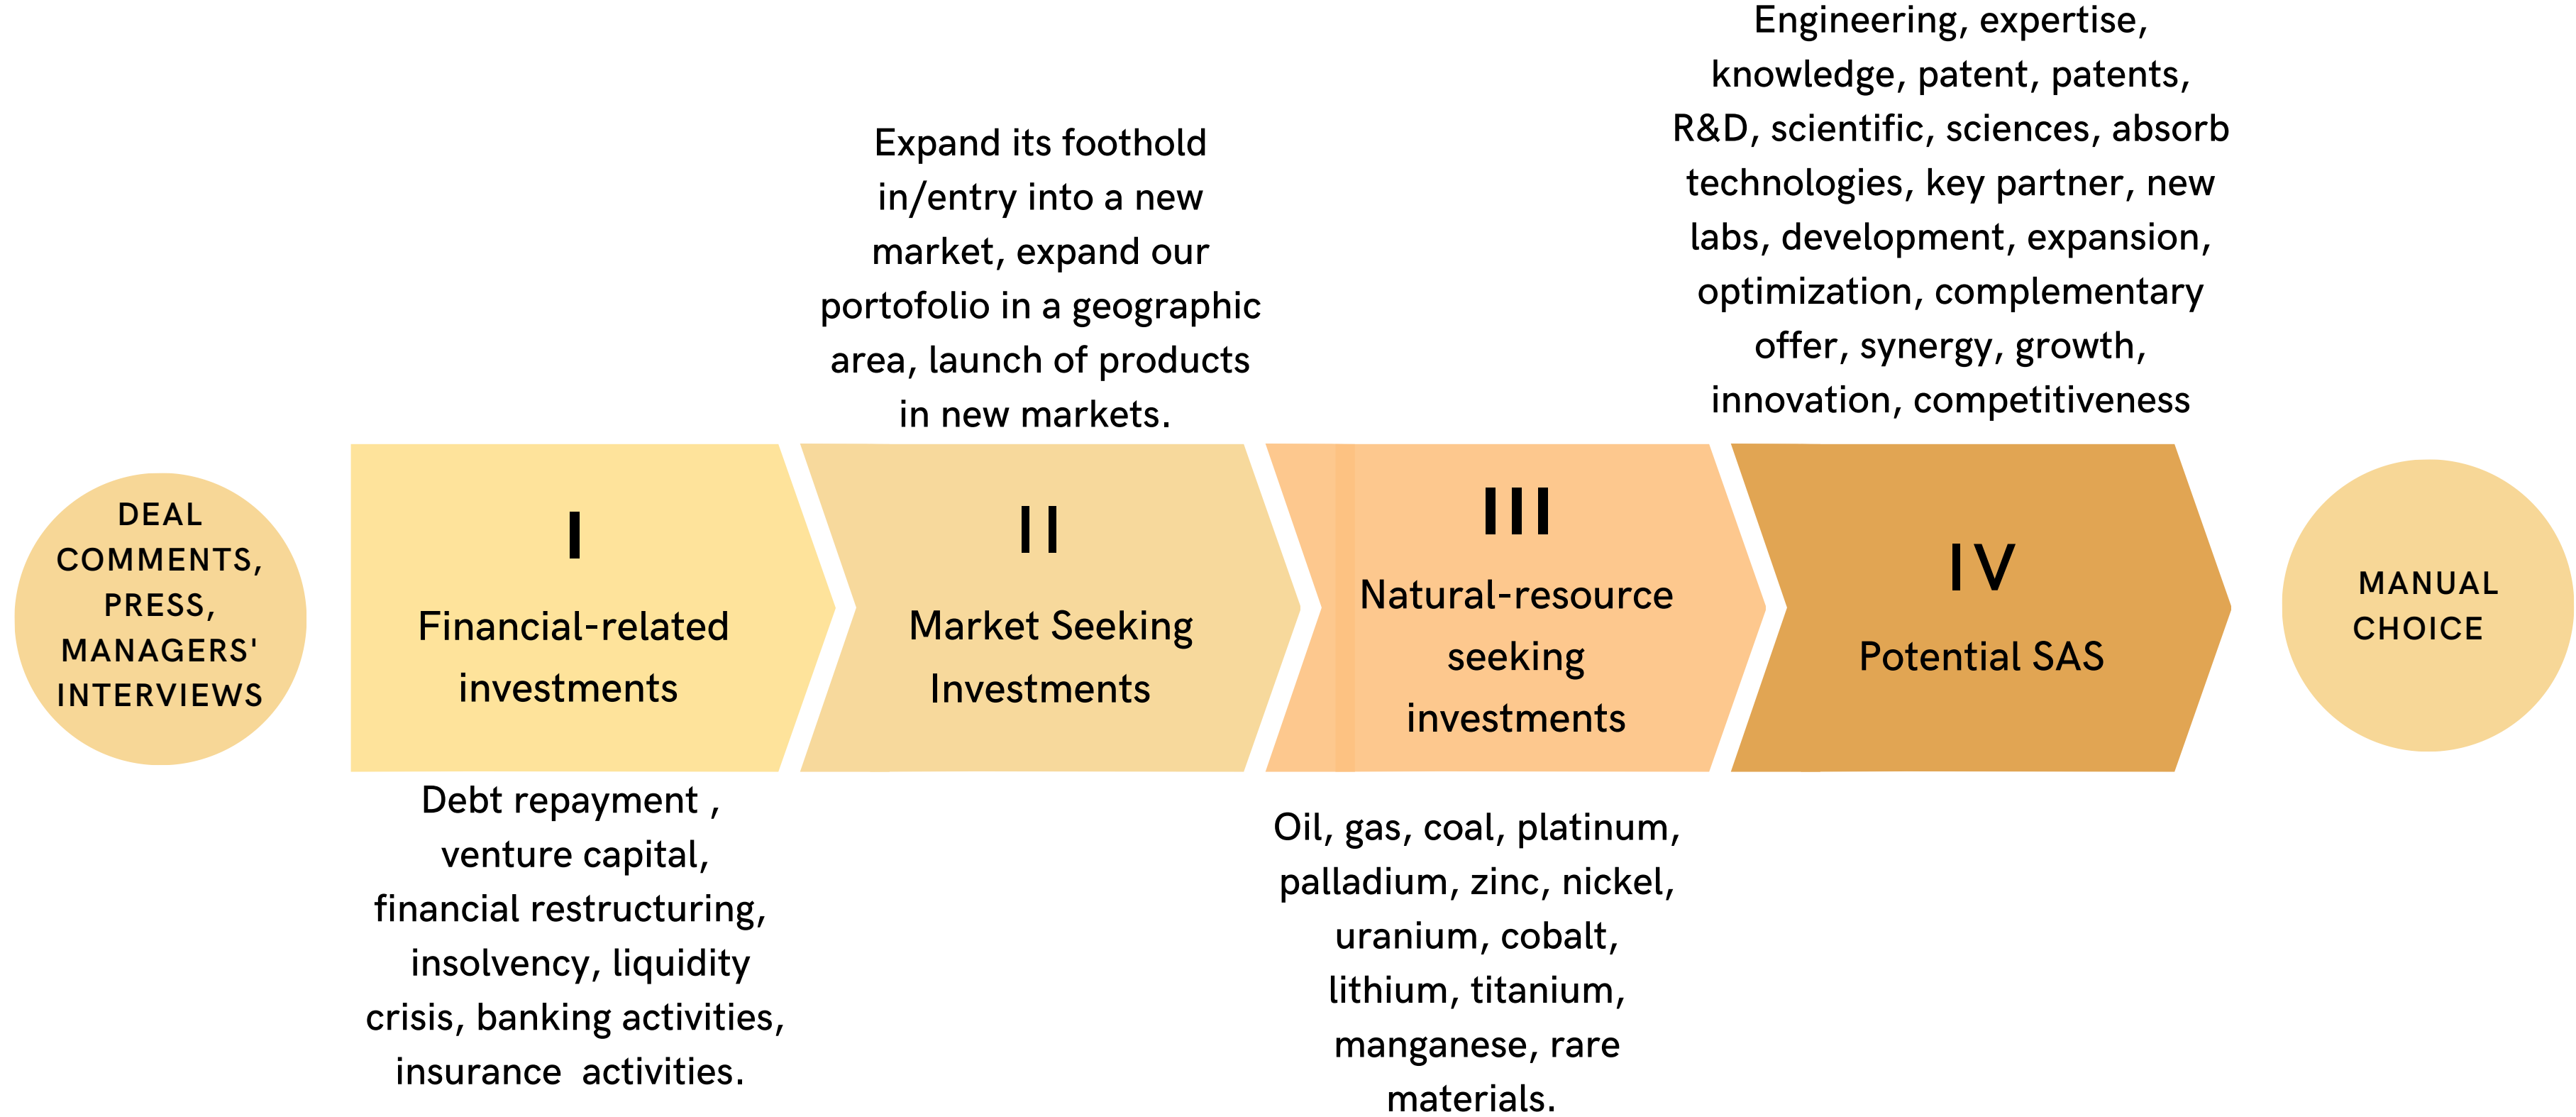 DEAL
COMMENTS,
PRESS,
MANAGERS'
INTERVIEWS
I
Financial-related
investments
Debt repayment ,
venture capital,
financial restructuring,
insolvency, liquidity
crisis, banking activities,
insurance  activities.
Expand its foothold
in/entry into a new
market, expand our
portofolio in a geographic
area, launch of products
in new markets.
II
Market Seeking
Investments
III
Natural-resource
seeking
investments
Oil, gas, coal, platinum,
palladium, zinc, nickel,
uranium, cobalt,
lithium, titanium,
manganese, rare
materials.
Engineering, expertise,
knowledge, patent, patents,
R&D, scientific, sciences, absorb
technologies, key partner, new
labs, development, expansion,
optimization, complementary
offer, synergy, growth,
innovation, competitiveness
IV
Potential SAS
MANUAL
CHOICE